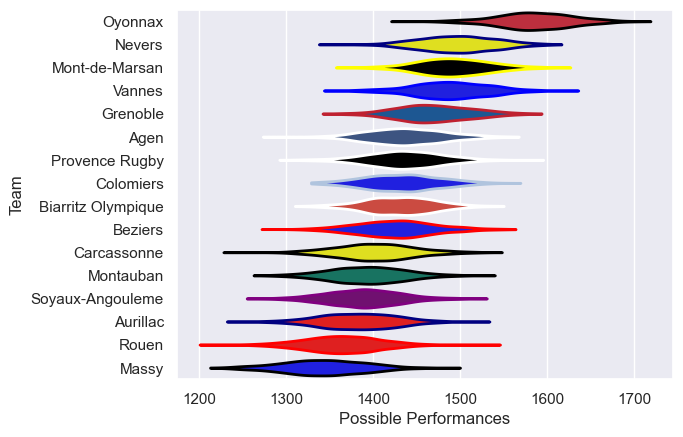 Oyonnax
Nevers
Mont-de-Marsan
Vannes
Grenoble
Agen
Provence Rugby
Colomiers
Biarritz Olympique
Beziers
Carcassonne
Montauban
Soyaux-Angouleme
Aurillac
Rouen
Massy
Team
1200 1300 1400 1500 1600 1700
Possible Performances